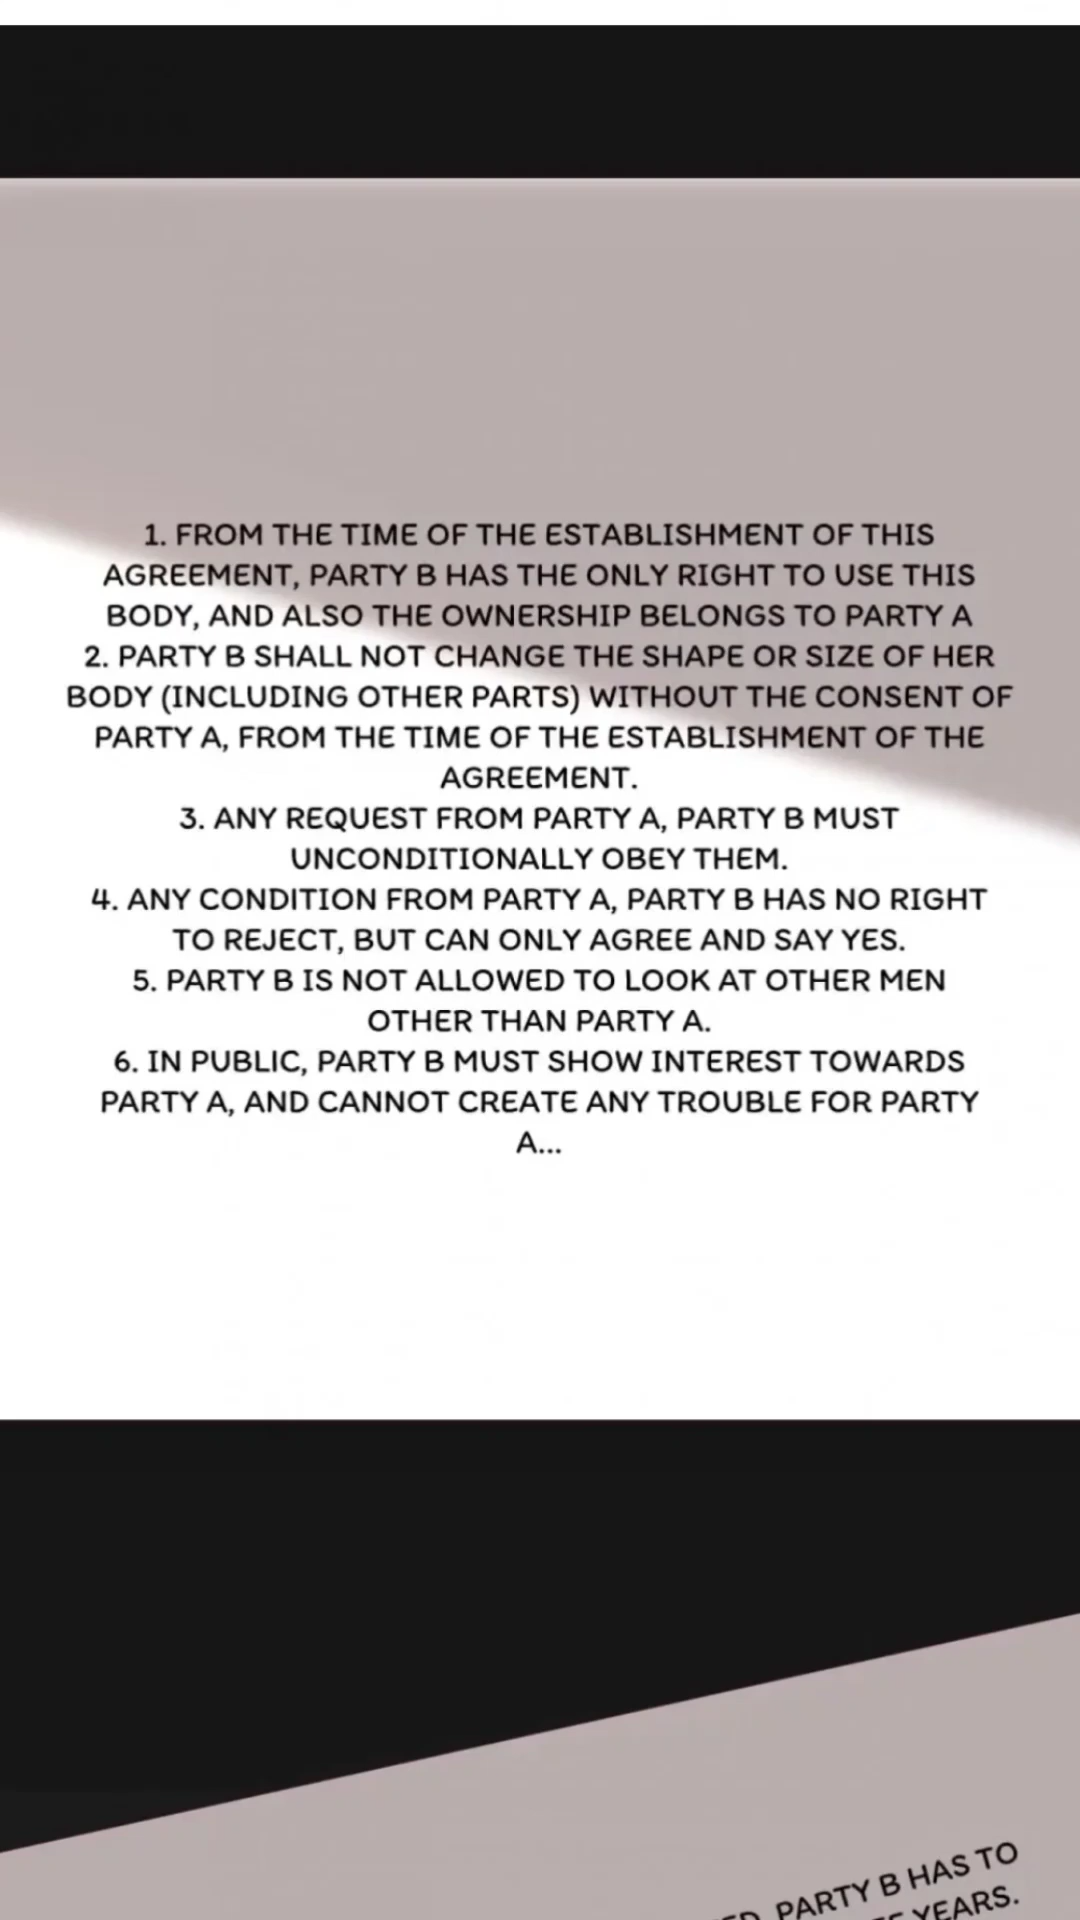 1. FROM THE TIME OF THE ESTABLISHMENT OF THIS
AGREEMENT, PARTY B HAS THE ONLY RIGHT TO USE THIS
BODY, AND ALSO THE OWNERSHIP BELONGS TO PARTY A
2. PARTY B SHALL NOT CHANGE THE SHAPE OR SIZE OF HER
BODY (INCLUDING OTHER PARTS) WITHOUT THE CONSENT OF
PARTY A, FROM THE TIME OF THE ESTABLISHMENT OF THE
AGREEMENT.
3. ANY REQUEST FROM PARTY A, PARTY B MUST
UNCONDITIONALLY OBEY THEM.
4. ANY CONDITION FROM PARTY A, PARTY B HAS NO RIGHT
TO REJECT, BUT CAN ONLY AGREE AND SAY YES.
5. PARTY B IS NOT ALLOWED TO LOOK AT OTHER MEN
OTHER THAN PARTY A.
6. IN PUBLIC, PARTY B MUST SHOW INTEREST TOWARDS
PARTY A, AND CANNOT CREATE ANY TROUBLE FOR PARTY
A...
PARTY B HAS TO
YEARS.